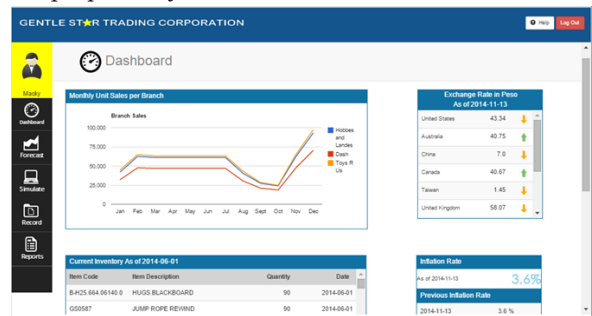 GENTLE ST★R TRADING CORPORATION
Help
Log Out
Macky
Dashboard
Forecast
Simulate
Record
Reports
Dashboard
Monthly Unit Sales per Branch
Branch Sales
100,000
75,000
50,000
25,000
0
Jan Feb Mar Apr May Jun Jul Aug Sept Oct Nov Dec
Hobbes
and
Landes
Dash
Toys R
Us
Exchange Rate in Peso
As of 2014-11-13
United States 43.34
Australia 40.75
China 7.0
Canada 40.67
Taiwan 1.45
United Kingdom 58.07
Current Inventory As of 2014-06-01
Item Code Item Description Quantity Date
B-H25.664.06140.0 HUGS.BLACKBOARD 90 2014-06-01
GS0587 JUMP ROPE REWIND 90 2014-06-01
Inflation Rate
As of 2014-11-13 3.6%
Previous Inflation Rate
2014-11-13 3.6 %